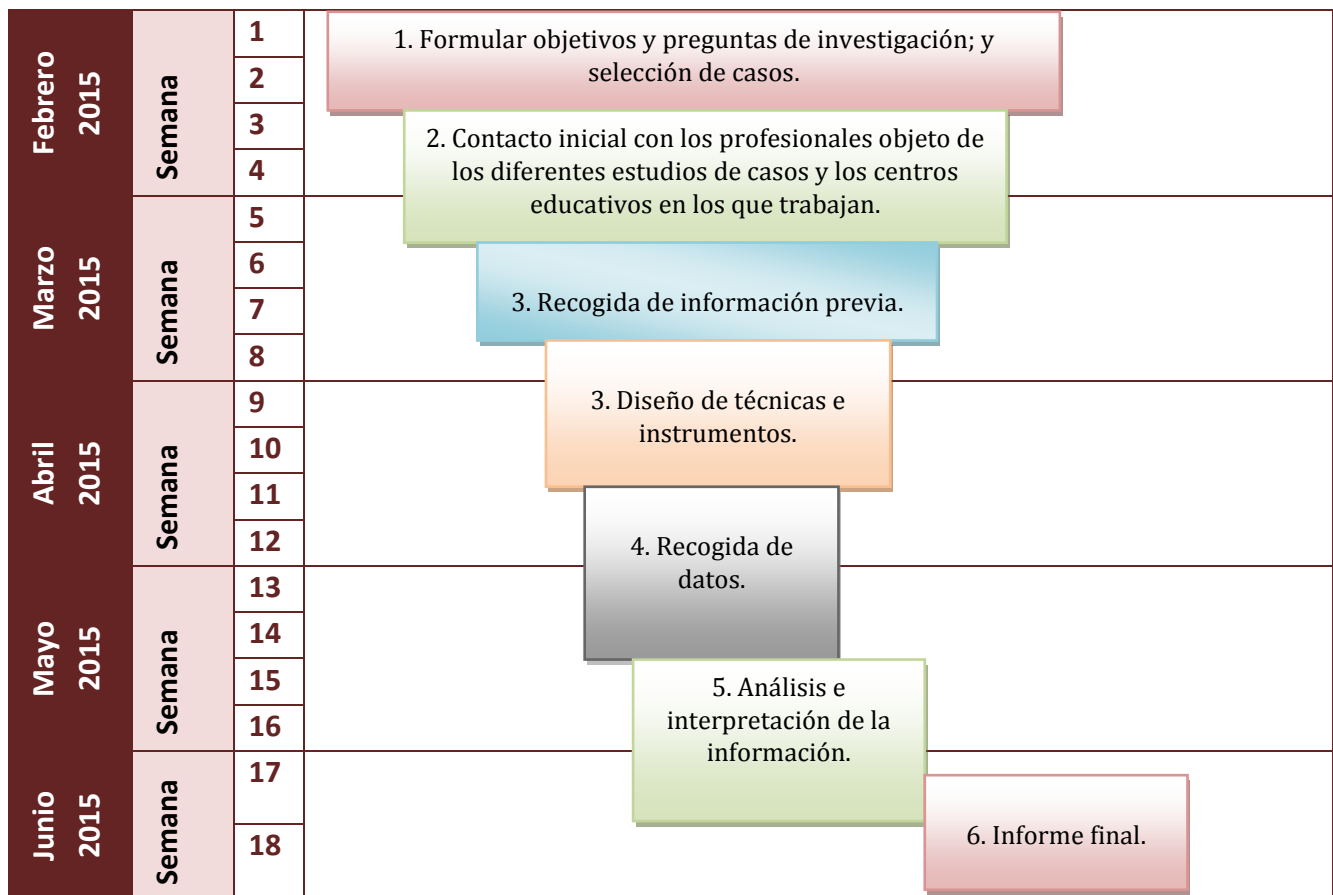 Febrero
2015
Semana
1
2
3
4
1. Formular objetivos y preguntas de investigación; y
selección de casos.
2. Contacto inicial con los profesionales objeto de
los diferentes estudios de casos y los centros
educativos en los que trabajan.
Marzo
2015
Semana
5
6
7
8
3. Recogida de información previa.
3. Diseño de técnicas e
instrumentos.
Abril
2015
Semana
9
10
11
12
4. Recogida de
datos.
Mayo
2015
Semana
13
14
15
16
5. Análisis e
interpretación de la
información.
Junio
2015
Semana
17
18
6. Informe final.